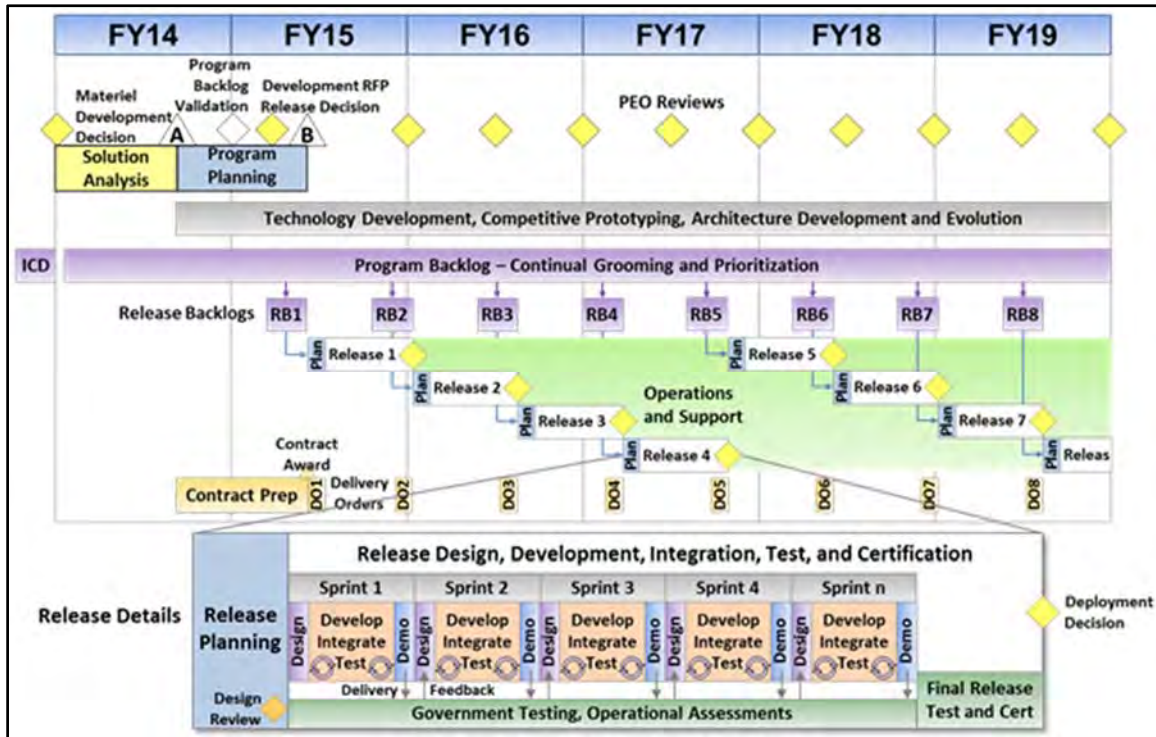 FY14 FY15 FY16 FY17 FY18 FY19
Materiel
Development
Decision
A
Program
Backlog
Validation
Development RFP
Release Decision
B
PEO Reviews
Solution
Analysis
Program
Planning
Technology Development, Competitive Prototyping, Architecture Development and Evolution
ICD
Program Backlog – Continual Grooming and Prioritization
Release Backlogs
RB1 RB2 RB3 RB4 RB5 RB6 RB7 RB8
Plan Release 1
Plan Release 2
Plan Release 3
Plan Release 4
Plan Release 5
Plan Release 6
Plan Release 7
Plan Releas
Operations
and Support
Contract
Award
Contract Prep
Delivery
Orders
DO1 DO2 DO3 DO4 DO5 DO6 DO7 DO8
Release Details
Release
Planning
Design
Review
Release Design, Development, Integration, Test, and Certification
Sprint 1 Sprint 2 Sprint 3 Sprint 4 Sprint n
Design
Develop
Integrate
Test
Demo
Design
Develop
Integrate
Test
Demo
Design
Develop
Integrate
Test
Demo
Design
Develop
Integrate
Test
Demo
Design
Develop
Integrate
Test
Demo
Delivery
Feedback
Government Testing, Operational Assessments
Final Release
Test and Cert
Deployment
Decision